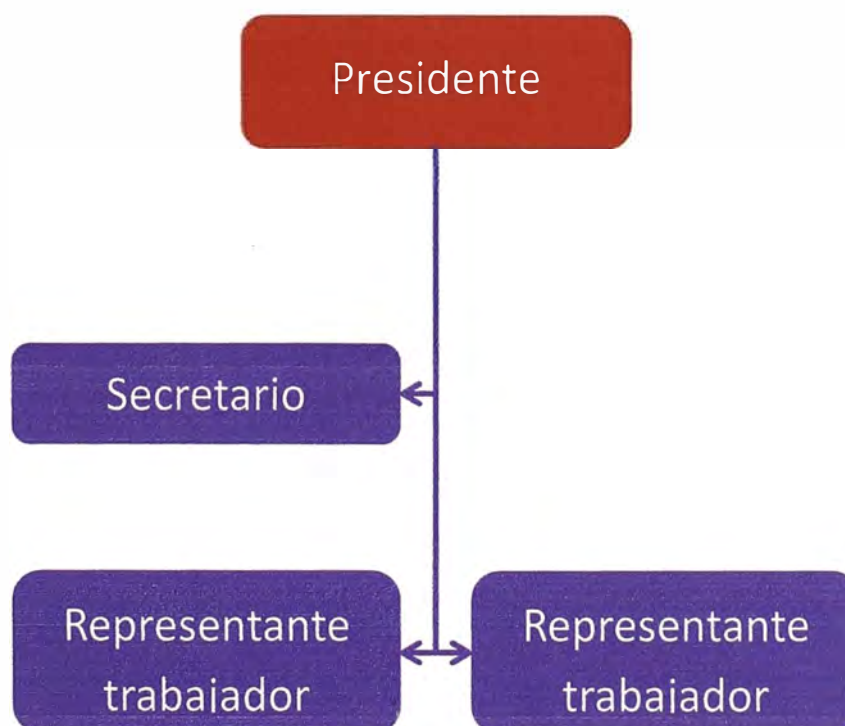 Presidente
Secretario
Representante
trabajador
Representante
trabajador